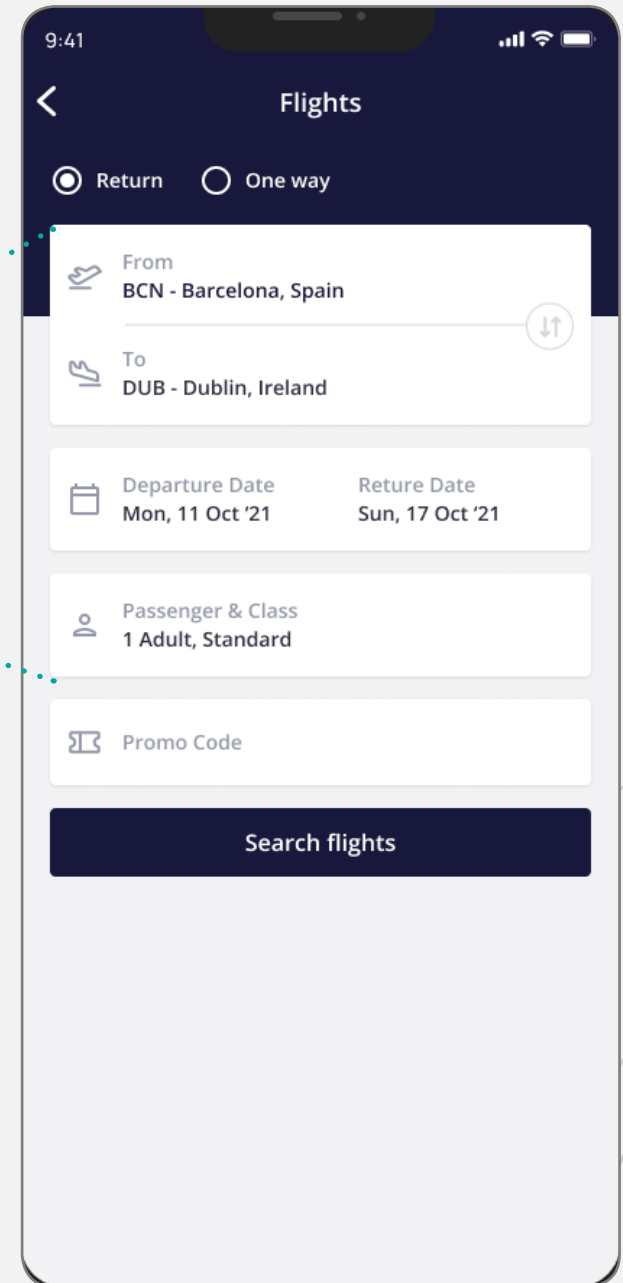 9:41
Flights
Return One way
From
BCN - Barcelona, Spain
To
DUB - Dublin, Ireland
Departure Date Reture Date
Mon, 11 Oct ‘21 Sun, 17 Oct ‘21
Passenger & Class
1 Adult, Standard
Promo Code
Search flights